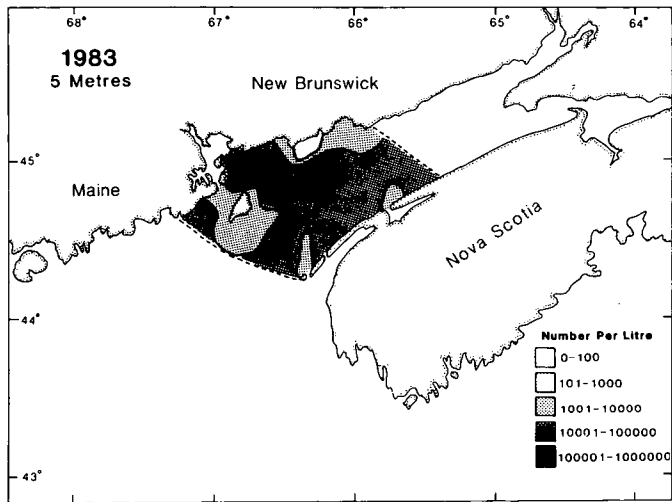 68° 67° 66° 65° 64°
1983
5 Metres
New Brunswick
45°
Maine
Nova Scotia
44°
Number Per Litre
0-100
101-1000
1001-10000
10001-100000
100001-1000000
43°